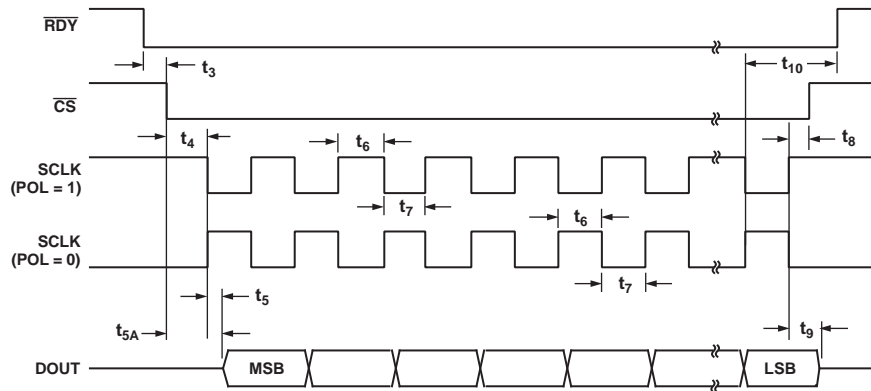 RDY
t3
t10
CS
t4
t6
t8
SCLK
(POL = 1)
t7
t6
SCLK
(POL = 0)
t7
t5
t5A
t9
DOUT
MSB
LSB